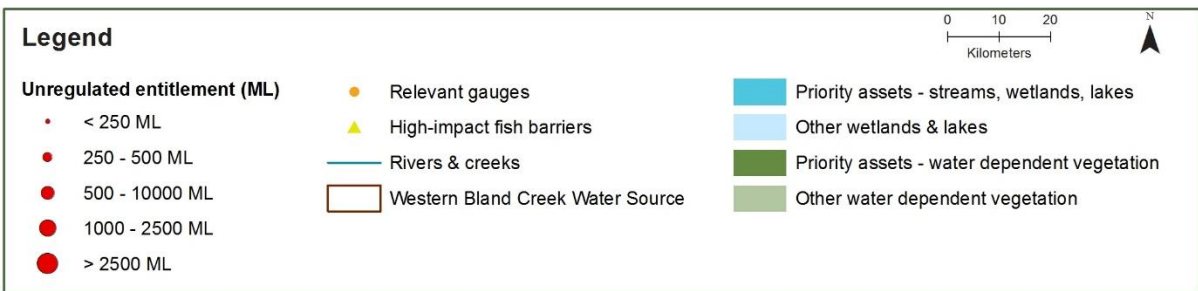 Legend
0 10 20
Kilometers
N
Unregulated entitlement (ML)
< 250 ML
250 - 500 ML
500 - 10000 ML
1000 - 2500 ML
> 2500 ML
Relevant gauges
High-impact fish barriers
Rivers & creeks
Western Bland Creek Water Source
Priority assets - streams, wetlands, lakes
Other wetlands & lakes
Priority assets - water dependent vegetation
Other water dependent vegetation